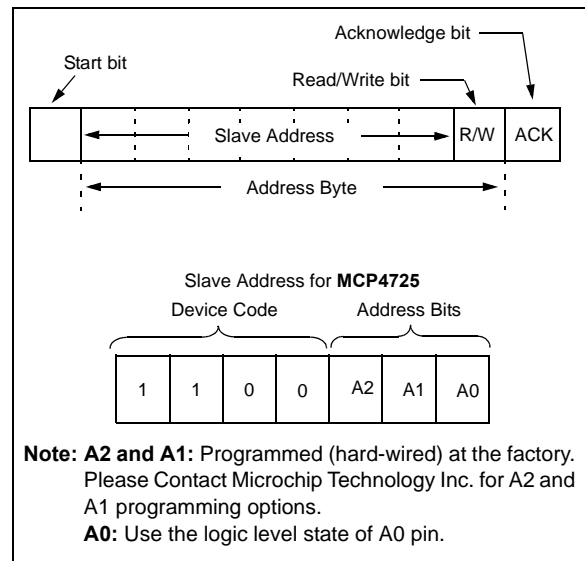 Acknowledge bit
Start bit
Read/Write bit
Slave Address
R/W
ACK
Address Byte
Slave Address for MCP4725
Device Code
Address Bits
1 1 0 0 A2 A1 A0
Note: A2 and A1: Programmed (hard-wired) at the factory.
Please Contact Microchip Technology Inc. for A2 and
A1 programming options.
A0: Use the logic level state of A0 pin.